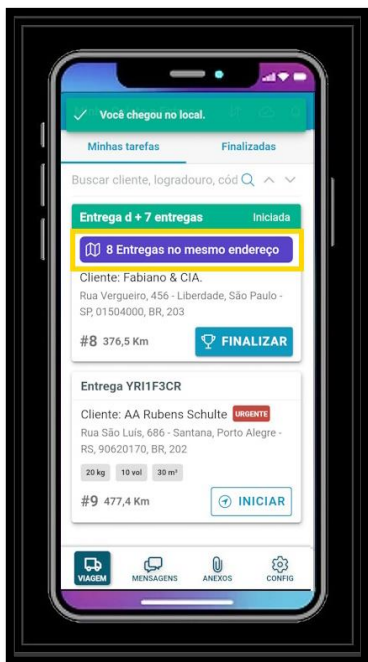 Você chegou no local.
Minhas tarefas
Finalizadas
Buscar cliente, logradouro, cód
Entrega d + 7 entregas
Iniciada
8 Entregas no mesmo endereço
Cliente: Fabiano & CIA.
Rua Vergueiro, 456 - Liberdade, São Paulo -
SP, 01504000, BR, 203
#8 376,5 Km
FINALIZAR
Entrega YRI1F3CR
Cliente: AA Rubens Schulte URGENTE
Rua São Luís, 686 - Santana, Porto Alegre -
RS, 90620170, BR, 202
20 kg 10 vol 30 m³
#9 477,4 Km
INICIAR
VIAGEM MENSAGENS ANEXOS CONFIG